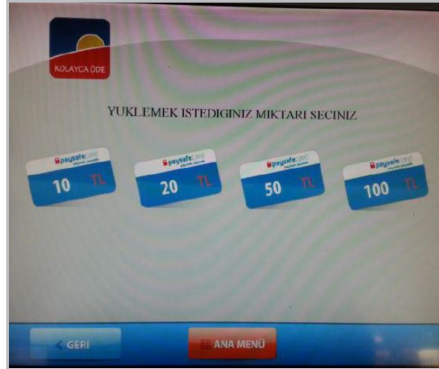 KOLAYCA ÖDE
YUKLEMEK ISTEDIGINIZ MIKTARI SECINIZ
paysafecard
10 TL
paysafecard
20 TL
paysafecard
50 TL
paysafecard
100 TL
GERİ
ANA MENÜ